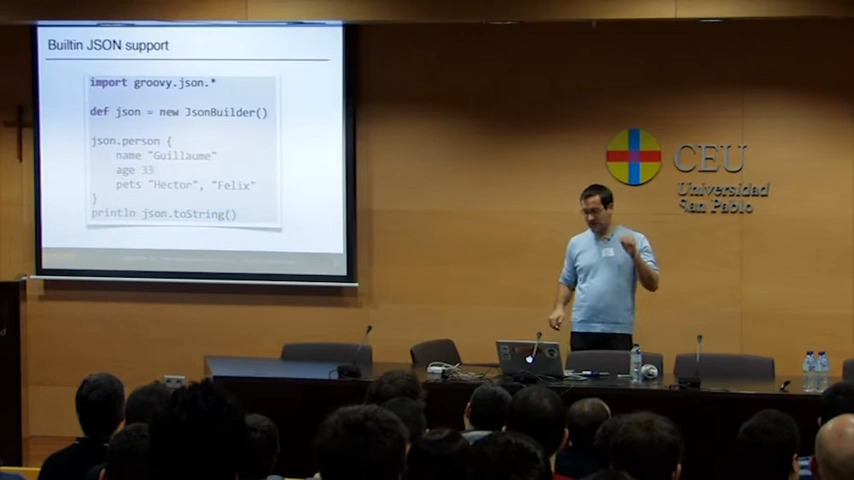 Builtin JSON support
import groovy.json.*
def json = new JsonBuilder()
json.person {
name "Guillaume"
age 33
pets "Hector", "Felix"
}
println json.toString()
CEU
Universidad
San Pablo